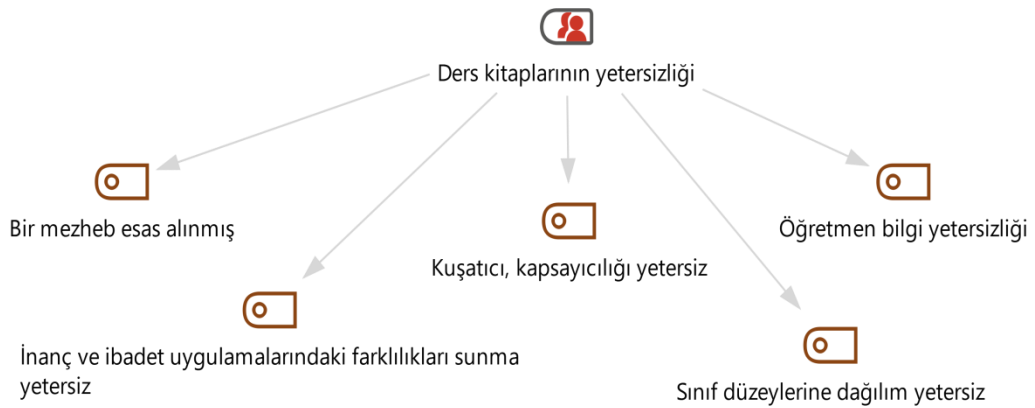 Ders kitaplarının yetersizliği
Bir mezheb esas alınmış
Öğretmen bilgi yetersizliği
Kuşatıcı, kapsayıcılığı yetersiz
İnanç ve ibadet uygulamalarındaki farklılıkları sunma
yetersiz
Sınıf düzeylerine dağılım yetersiz